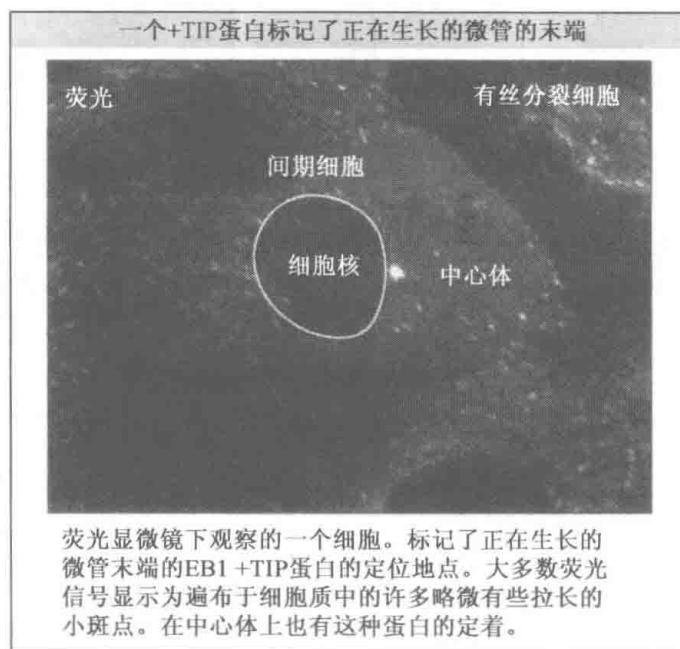 一个+TIP蛋白标记了正在生长的微管的末端
荧光
有丝分裂细胞
间期细胞
细胞核
中心体
荧光显微镜下观察的一个细胞。标记了正在生长的
微管末端的EB1 +TIP蛋白的定位地点。大多数荧光
信号显示为遍布于细胞质中的许多略微有些拉长的
小斑点。在中心体上也有这种蛋白的定着。